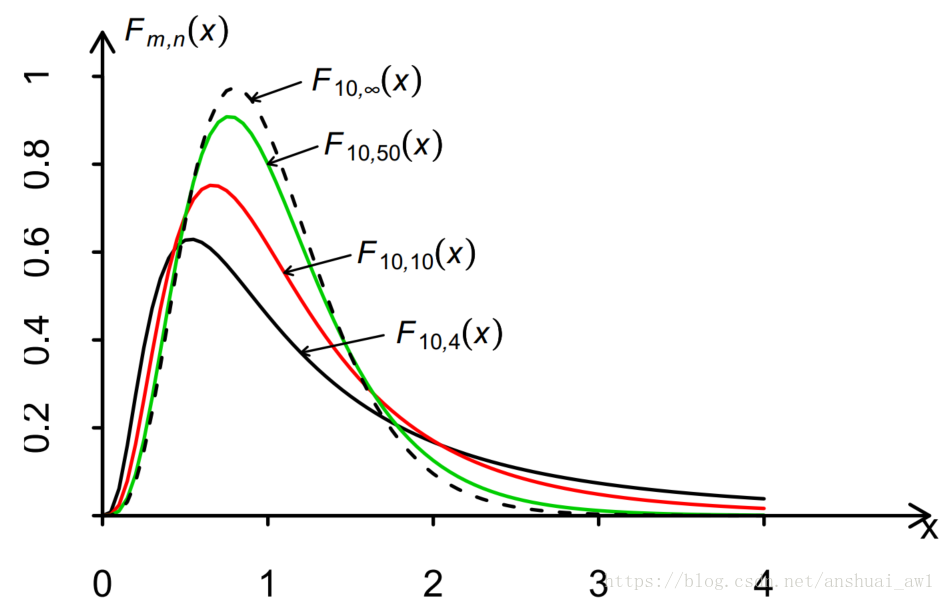 Fm,n(x)
1
0.8
0.6
0.4
0.2
F10,∞(x)
F10,50(x)
F10,10(x)
F10,4(x)
x
0 1 2 3 4
https://blog.csdn.net/anshuai_awl